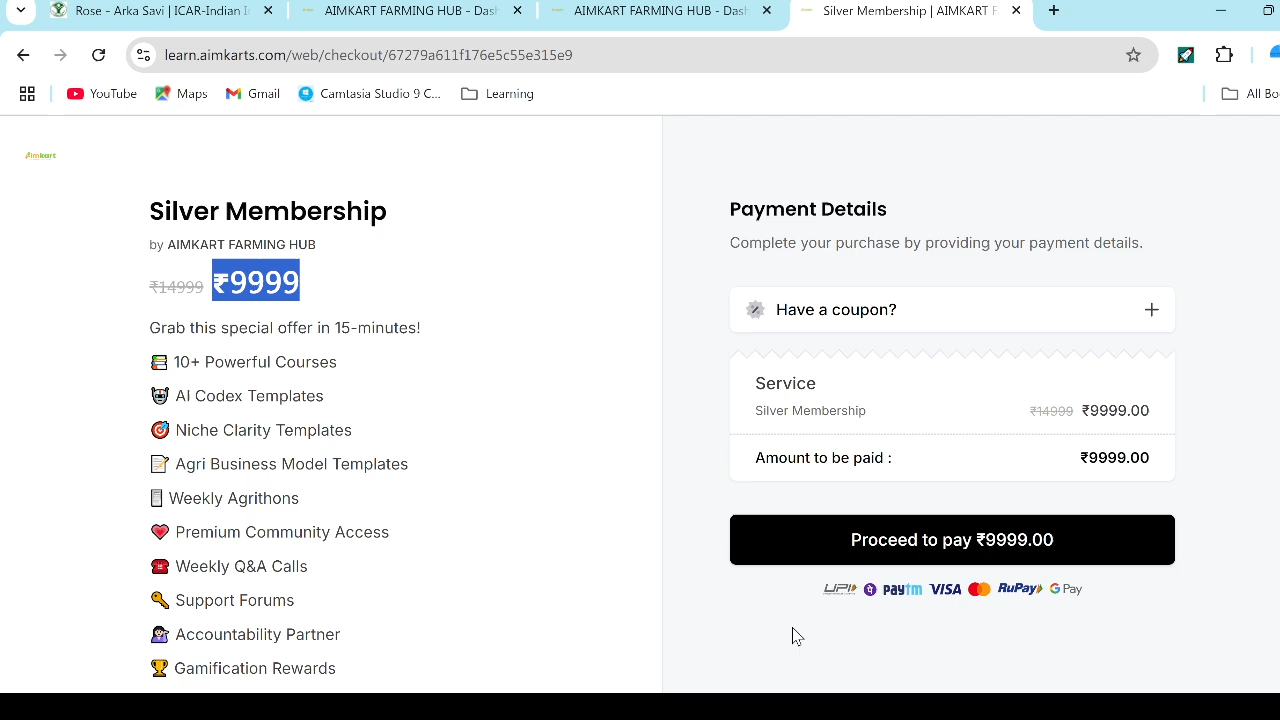 Rose - Arka Savi | ICAR-Indian I
AIMKART FARMING HUB - Dash
AIMKART FARMING HUB - Dash
Silver Membership | AIMKART F
learn.aimkarts.com/web/checkout/67279a611f176e5c55e315e9
YouTube
Maps
Gmail
Camtasia Studio 9 C...
Learning
All Bo
Aimkart
Silver Membership
by AIMKART FARMING HUB
₹14999 ₹9999
Grab this special offer in 15-minutes!
10+ Powerful Courses
AI Codex Templates
Niche Clarity Templates
Agri Business Model Templates
Weekly Agrithons
Premium Community Access
Weekly Q&A Calls
Support Forums
Accountability Partner
Gamification Rewards
Payment Details
Complete your purchase by providing your payment details.
Have a coupon?
Service
Silver Membership ₹14999 ₹9999.00
Amount to be paid : ₹9999.00
Proceed to pay ₹9999.00
UPI paytm VISA RuPay G Pay